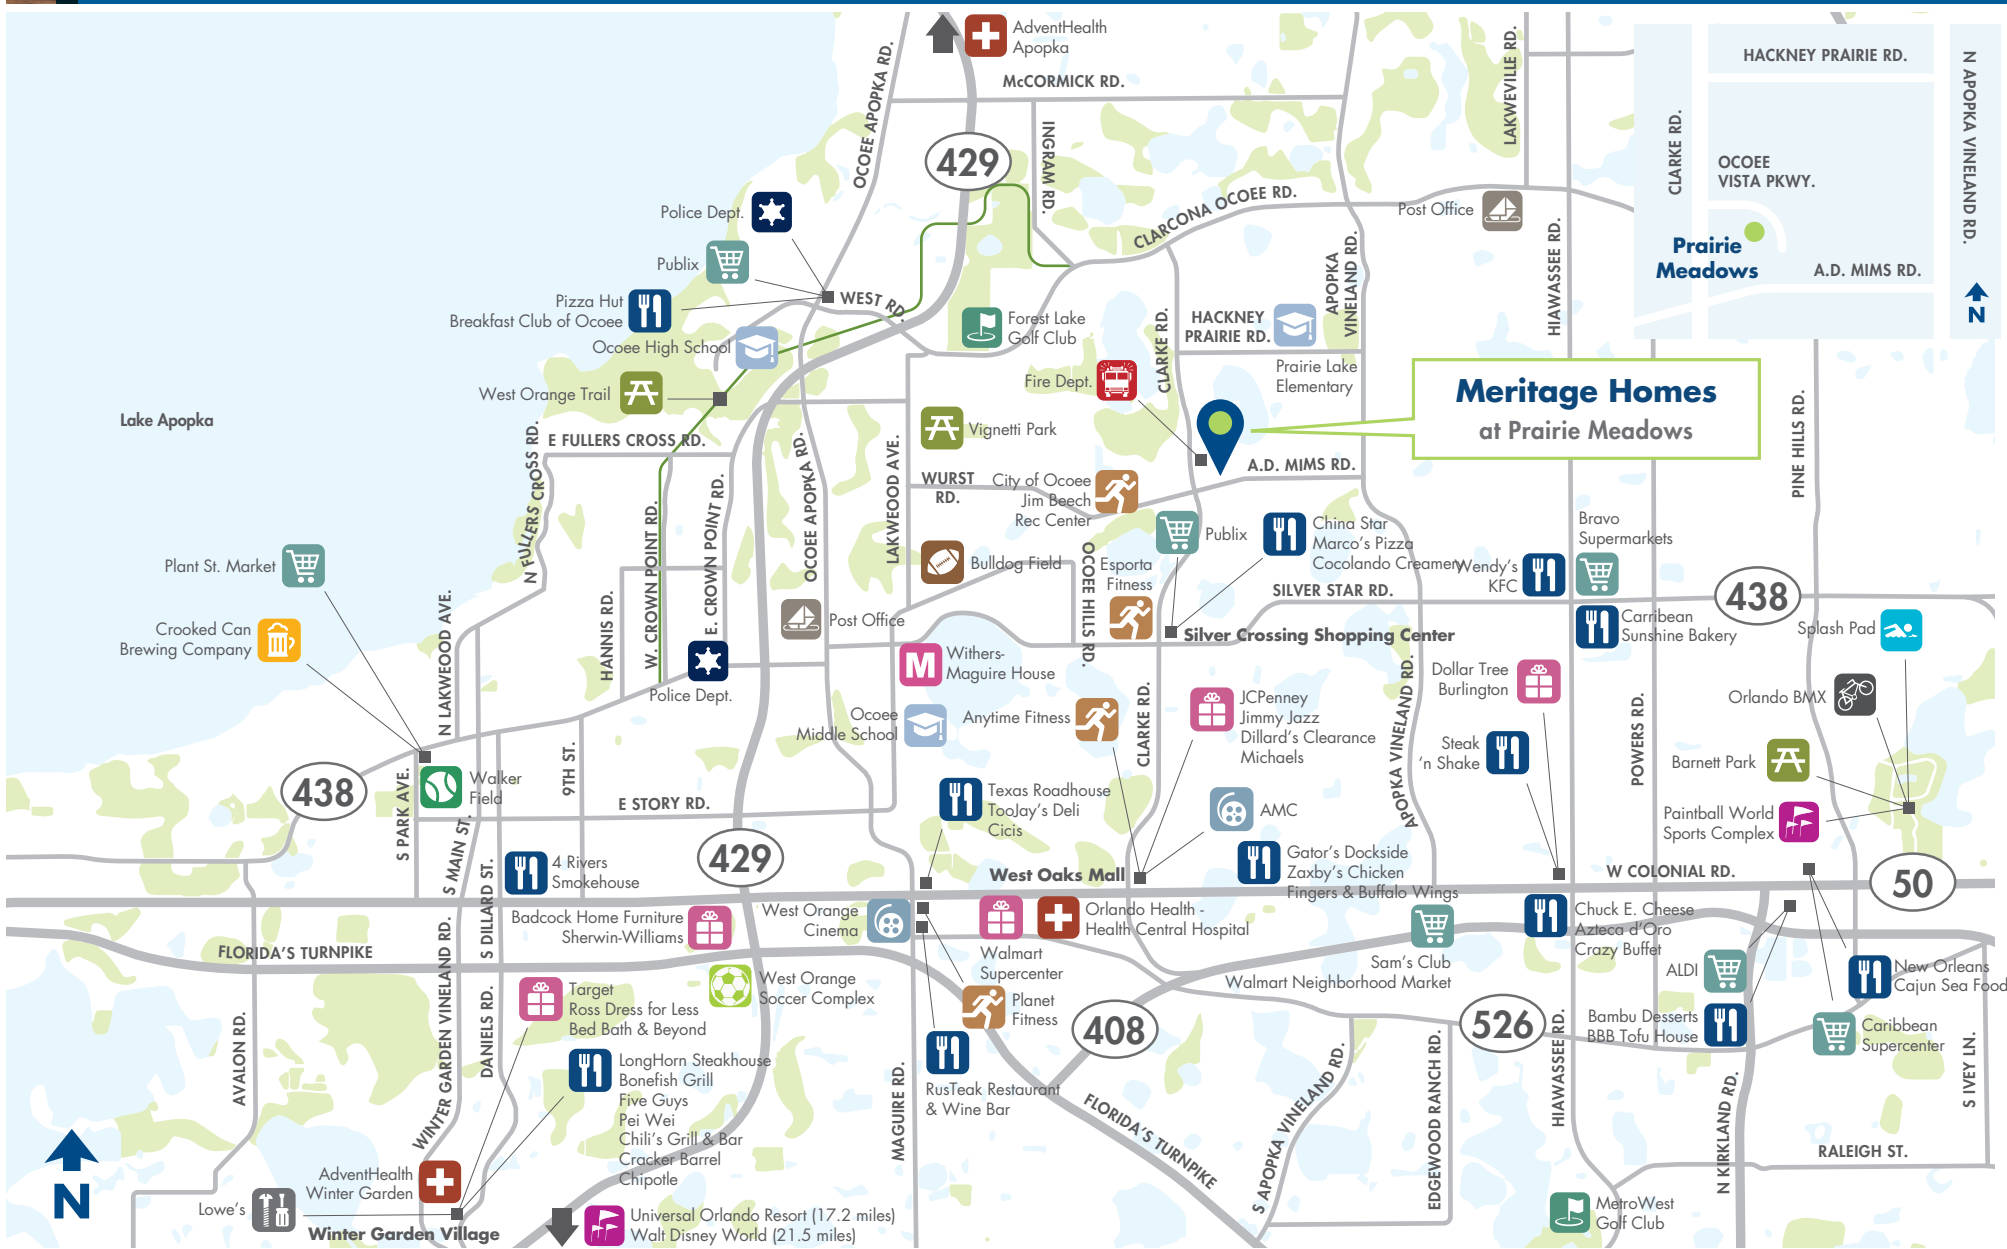 AdventHealth
Apopka
McCORMICK RD.
OCOEE APOPKA RD.
429
INGRAM RD.
LAKWEVILLE RD.
HACKNEY PRAIRIE RD.
N APOPKA VINELAND RD.
CLARKE RD.
OCOEE
VISTA PKWY.
Prairie
Meadows
A.D. MIMS RD.
N
Police Dept.
Publix
Pizza Hut
Breakfast Club of Ocoee
WEST RD.
Ocoee High School
West Orange Trail
CLARCONA OCOEE RD.
Post Office
HIAWASSEE RD.
APOPKA
VINELAND RD.
Forest Lake
Golf Club
CLARKE RD.
HACKNEY
PRAIRIE RD.
Prairie Lake
Elementary
Fire Dept.
Meritage Homes
at Prairie Meadows
PINE HILLS RD.
Lake Apopka
N FULLERS CROSS RD.
E FULLERS CROSS RD.
Vignetti Park
LAKWOOD AVE.
OCOEE APOPKA RD.
WURST
RD.
City of Ocoee
Jim Beech
Rec Center
A.D. MIMS RD.
W. CROWN POINT RD.
E. CROWN POINT RD.
Publix
China Star
Marco's Pizza
Cocolando Creamery
Bravo
Supermarkets
Wendy's
KFC
Plant St. Market
Bulldog Field
OCOEE HILLS RD.
Esporta
Fitness
SILVER STAR RD.
438
Carribean
Sunshine Bakery
Splash Pad
Crooked Can
Brewing Company
N LAKWEOOD AVE.
HANNIS RD.
Post Office
Silver Crossing Shopping Center
M
Withers-
Maguire House
Police Dept.
Dollar Tree
Burlington
Orlando BMX
Ocoee
Middle School
Anytime Fitness
CLARKE RD.
JCPenney
Jimmy Jazz
Dillard's Clearance
Michaels
APOPKA VINELAND RD.
Steak
'n Shake
POWERS RD.
Barnett Park
438
S PARK AVE.
Walker
Field
9TH ST.
E STORY RD.
Texas Roadhouse
TooJay's Deli
Cicis
AMC
Paintball World
Sports Complex
S MAIN ST.
429
4 Rivers
Smokehouse
S DILLARD ST.
West Oaks Mall
Gator's Dockside
Zaxby's Chicken
Fingers & Buffalo Wings
W COLONIAL RD.
50
Badcock Home Furniture
Sherwin-Williams
West Orange
Cinema
Orlando Health -
Health Central Hospital
Chuck E. Cheese
Azteca d'Oro
Crazy Buffet
FLORIDA'S TURNPIKE
WINTER GARDEN VINELAND RD.
Walmart
Supercenter
Sam's Club
Walmart Neighborhood Market
ALDI
New Orleans
Cajun Sea Food
West Orange
Soccer Complex
Target
Ross Dress for Less
Bed Bath & Beyond
DANIELS RD.
AVALON RD.
Planet
Fitness
408
526
HIAWASSEE RD.
Bambu Desserts
BBB Tofu House
Caribbean
Supercenter
S IVEY LN.
LongHorn Steakhouse
Bonefish Grill
Five Guys
Pei Wei
Chili's Grill & Bar
Cracker Barrel
Chipotle
MAGUIRE RD.
RusTeak Restaurant
& Wine Bar
FLORIDA'S TURNPIKE
S APOPKA VINELAND RD.
EDGEWOOD RANCH RD.
N KIRKLAND RD.
RALEIGH ST.
N
AdventHealth
Winter Garden
Lowe's
Winter Garden Village
Universal Orlando Resort (17.2 miles)
Walt Disney World (21.5 miles)
MetroWest
Golf Club